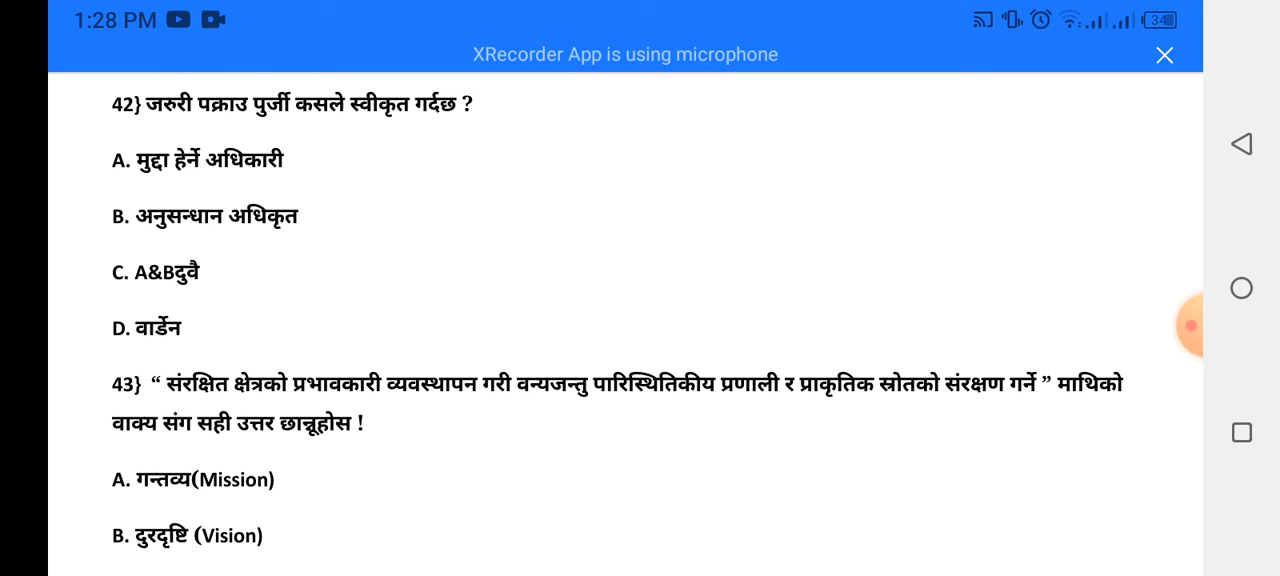 1:28 PM
34
XRecorder App is using microphone
42} जरुरी पक्राउ पुर्जी कसले स्वीकृत गर्दछ ?
A. मुद्दा हेर्ने अधिकारी
B. अनुसन्धान अधिकृत
C. A&Bदुवै
D. वार्डेन
43} “ संरक्षित क्षेत्रको प्रभावकारी व्यवस्थापन गरी वन्यजन्तु पारिस्थितिकीय प्रणाली र प्राकृतिक स्रोतको संरक्षण गर्ने ” माथिको
वाक्य संग सही उत्तर छान्नूहोस !
A. गन्तव्य(Mission)
B. दुरदृष्टि (Vision)